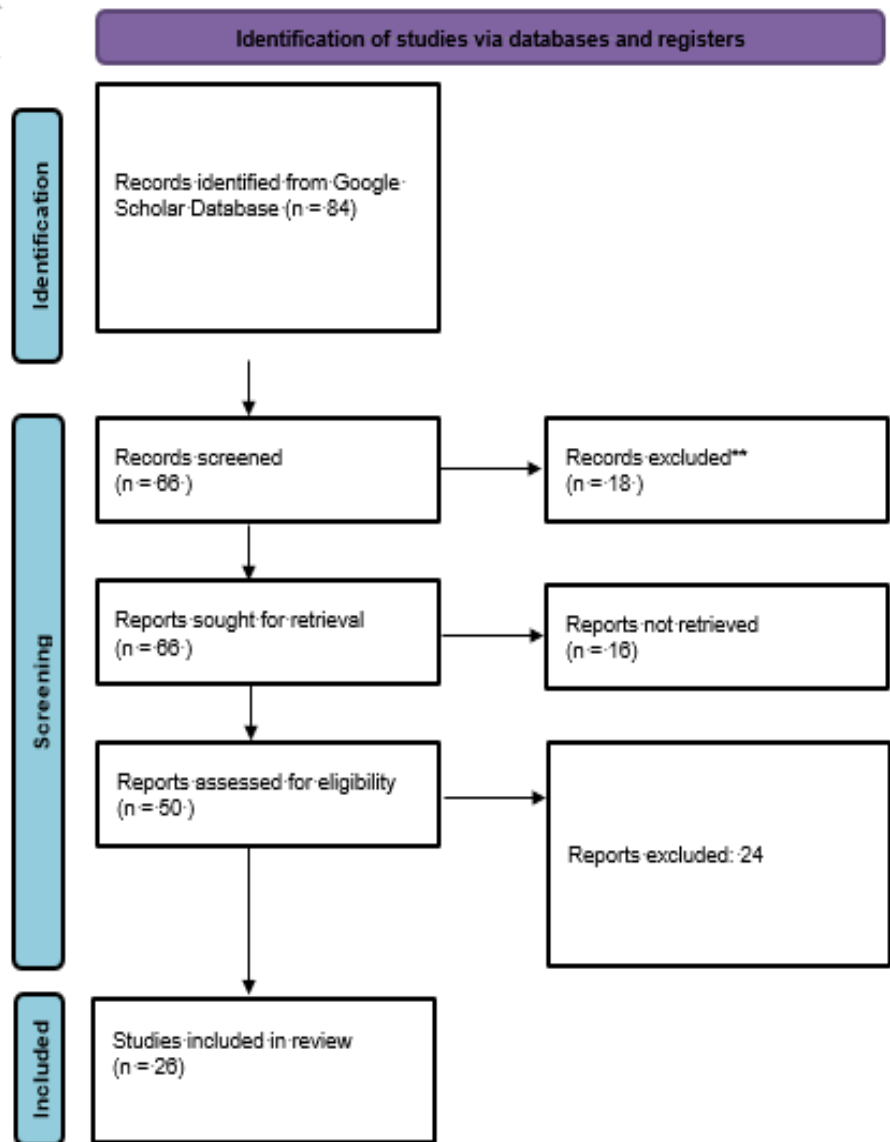 Identification of studies via databases and registers
Identification
Records·identified·from·Google·
Scholar·Database·(n·=·84)
Screening
Records·screened
(n·=·66·)
Records·excluded**
(n·=·18·)
Reports·sought·for·retrieval
(n·=·66·)
Reports·not·retrieved
(n·=·16)
Reports·assessed·for·eligibility
(n·=·50·)
Reports·excluded:·24
Included
Studies·included·in·review
(n·=·26)